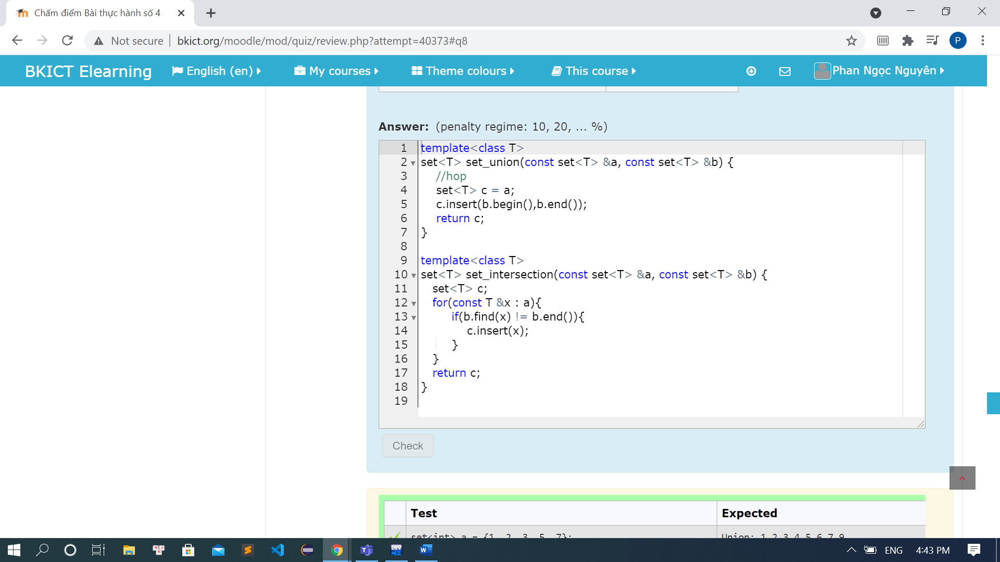 Chấm điểm Bài thực hành số 4
Not secure
bkict.org/moodle/mod/quiz/review.php?attempt=40373#q8
P
BKICT Elearning
English (en)
My courses
Theme colours
This course
Phan Ngọc Nguyên
Answer: (penalty regime: 10, 20, ... %)
1 template<class T>
2 set<T> set_union(const set<T> &a, const set<T> &b) {
3 //hop
4 set<T> c = a;
5 c.insert(b.begin(),b.end());
6 return c;
7 }
8
9 template<class T>
10 set<T> set_intersection(const set<T> &a, const set<T> &b) {
11 set<T> c;
12 for(const T &x : a){
13 if(b.find(x) != b.end()){
14 c.insert(x);
15 }
16 }
17 return c;
18 }
19
Check
Test
Expected
set<int> a = {1, 2, 3, 5, 7};
Union: 1 2 3 4 5 6 7 9
ENG
4:43 PM